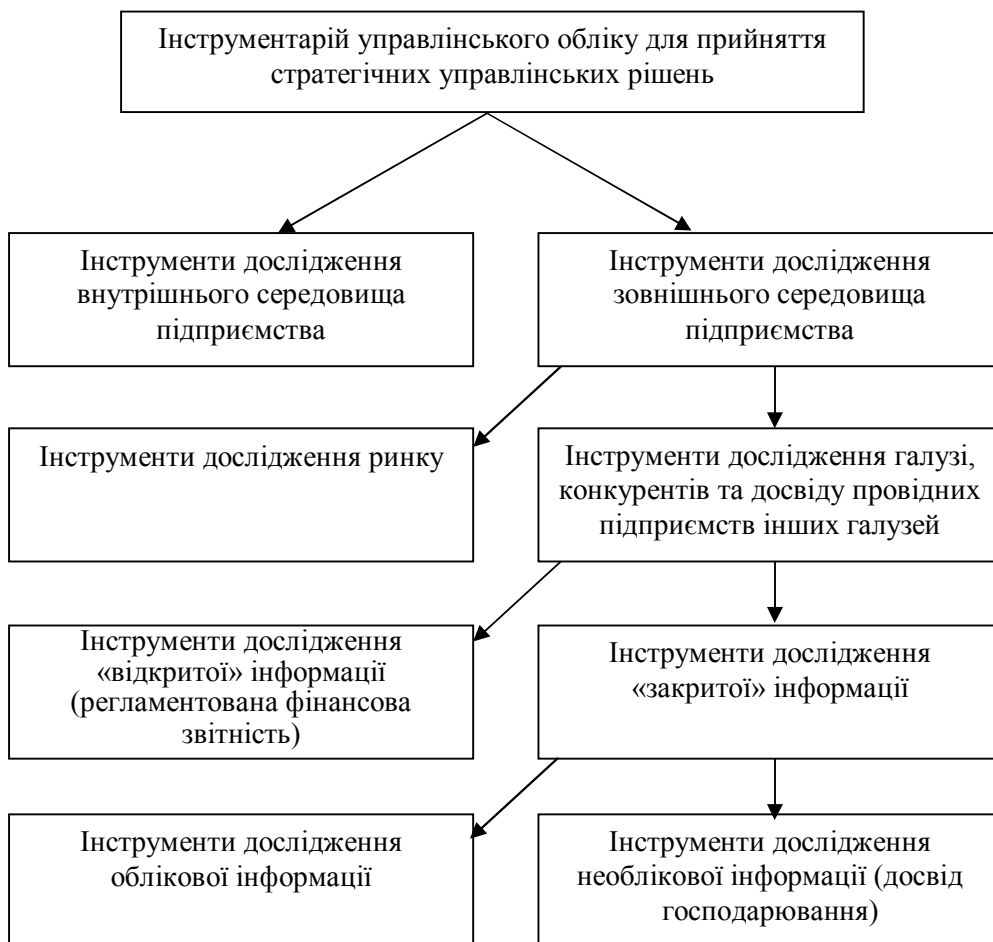 Інструментарій управлінського обліку для прийняття
стратегічних управлінських рішень
Інструменти дослідження
внутрішнього середовища
підприємства
Інструменти дослідження
зовнішнього середовища
підприємства
Інструменти дослідження ринку
Інструменти дослідження галузі,
конкурентів та досвіду провідних
підприємств інших галузей
Інструменти дослідження
«відкритої» інформації
(регламентована фінансова
звітність)
Інструменти дослідження
«закритої» інформації
Інструменти дослідження
облікової інформації
Інструменти дослідження
необлікової інформації (досвід
господарювання)